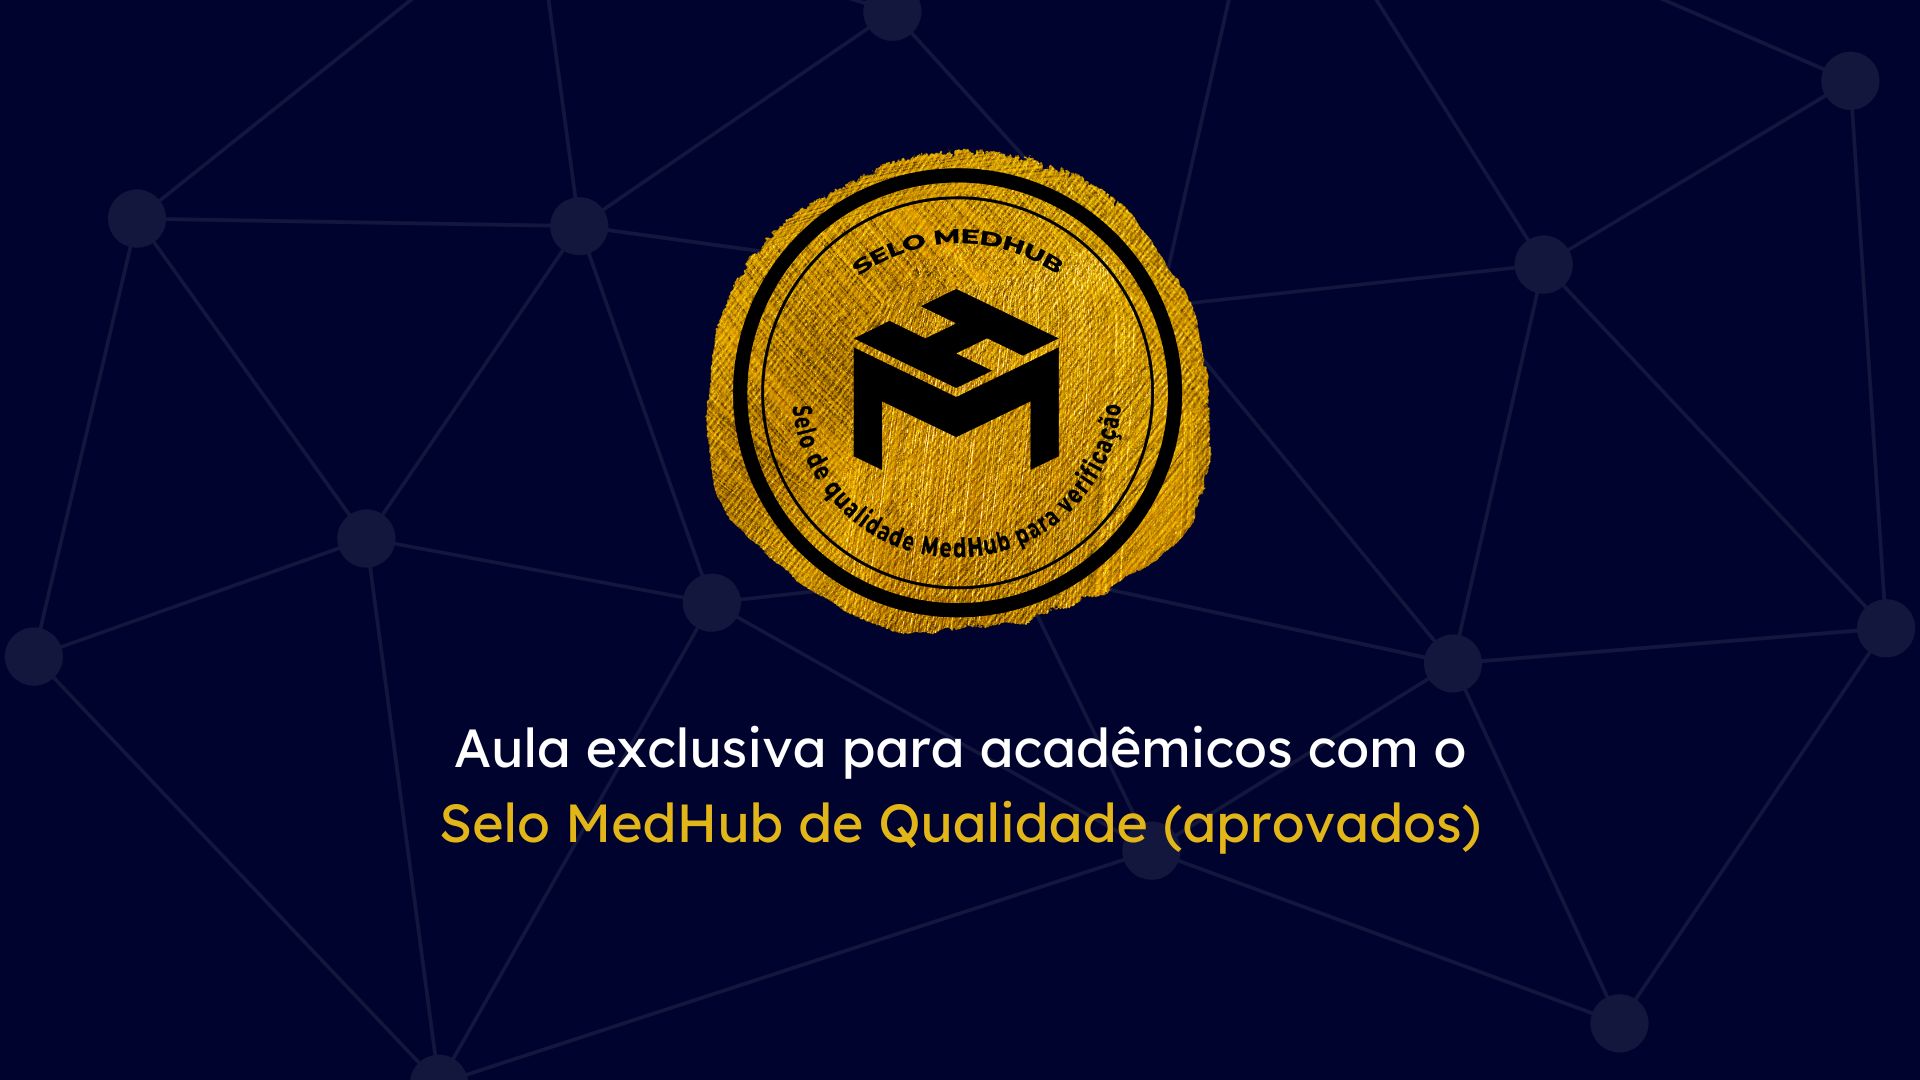 SELO MEDHUB
Selo de qualidade MedHub para verificação
Aula exclusiva para acadêmicos com o
Selo MedHub de Qualidade (aprovados)